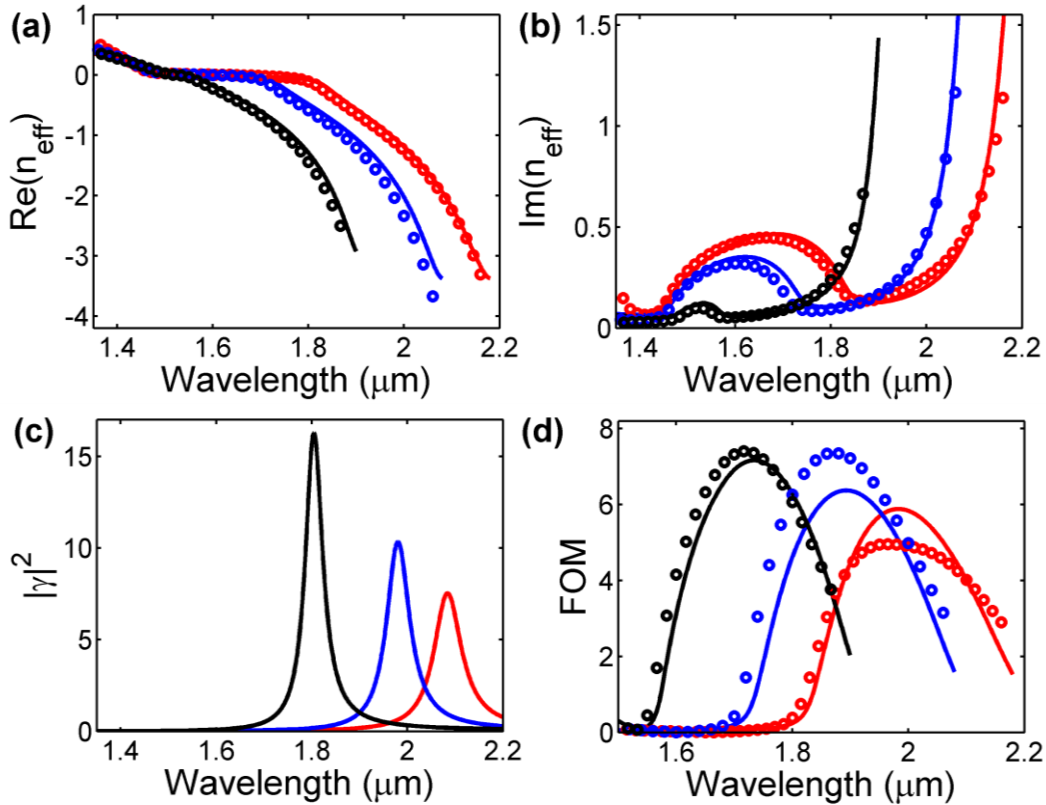 (a)
1
0
-1
-2
-3
-4
Re(n_eff)
1.4 1.6 1.8 2 2.2
Wavelength (μm)
(b)
1.5
1
0.5
0
Im(n_eff)
1.4 1.6 1.8 2 2.2
Wavelength (μm)
(c)
15
10
5
0
|γ|²
1.4 1.6 1.8 2 2.2
Wavelength (μm)
(d)
8
6
4
2
0
FOM
1.6 1.8 2 2.2
Wavelength (μm)